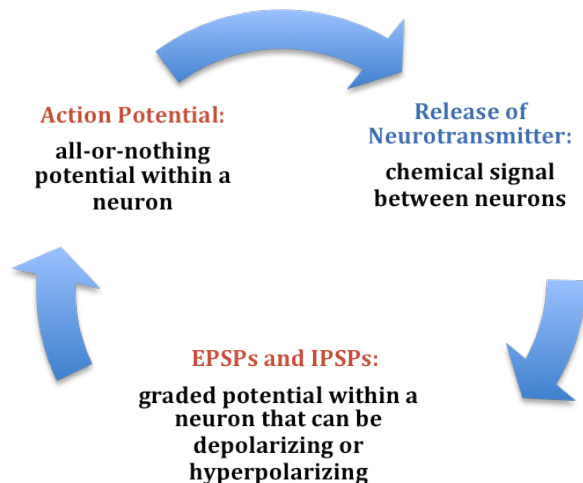 Action Potential:
all-or-nothing
potential within a
neuron
Release of
Neurotransmitter:
chemical signal
between neurons
EPSPs and IPSPs:
graded potential within a
neuron that can be
depolarizing or
hyperpolarizing